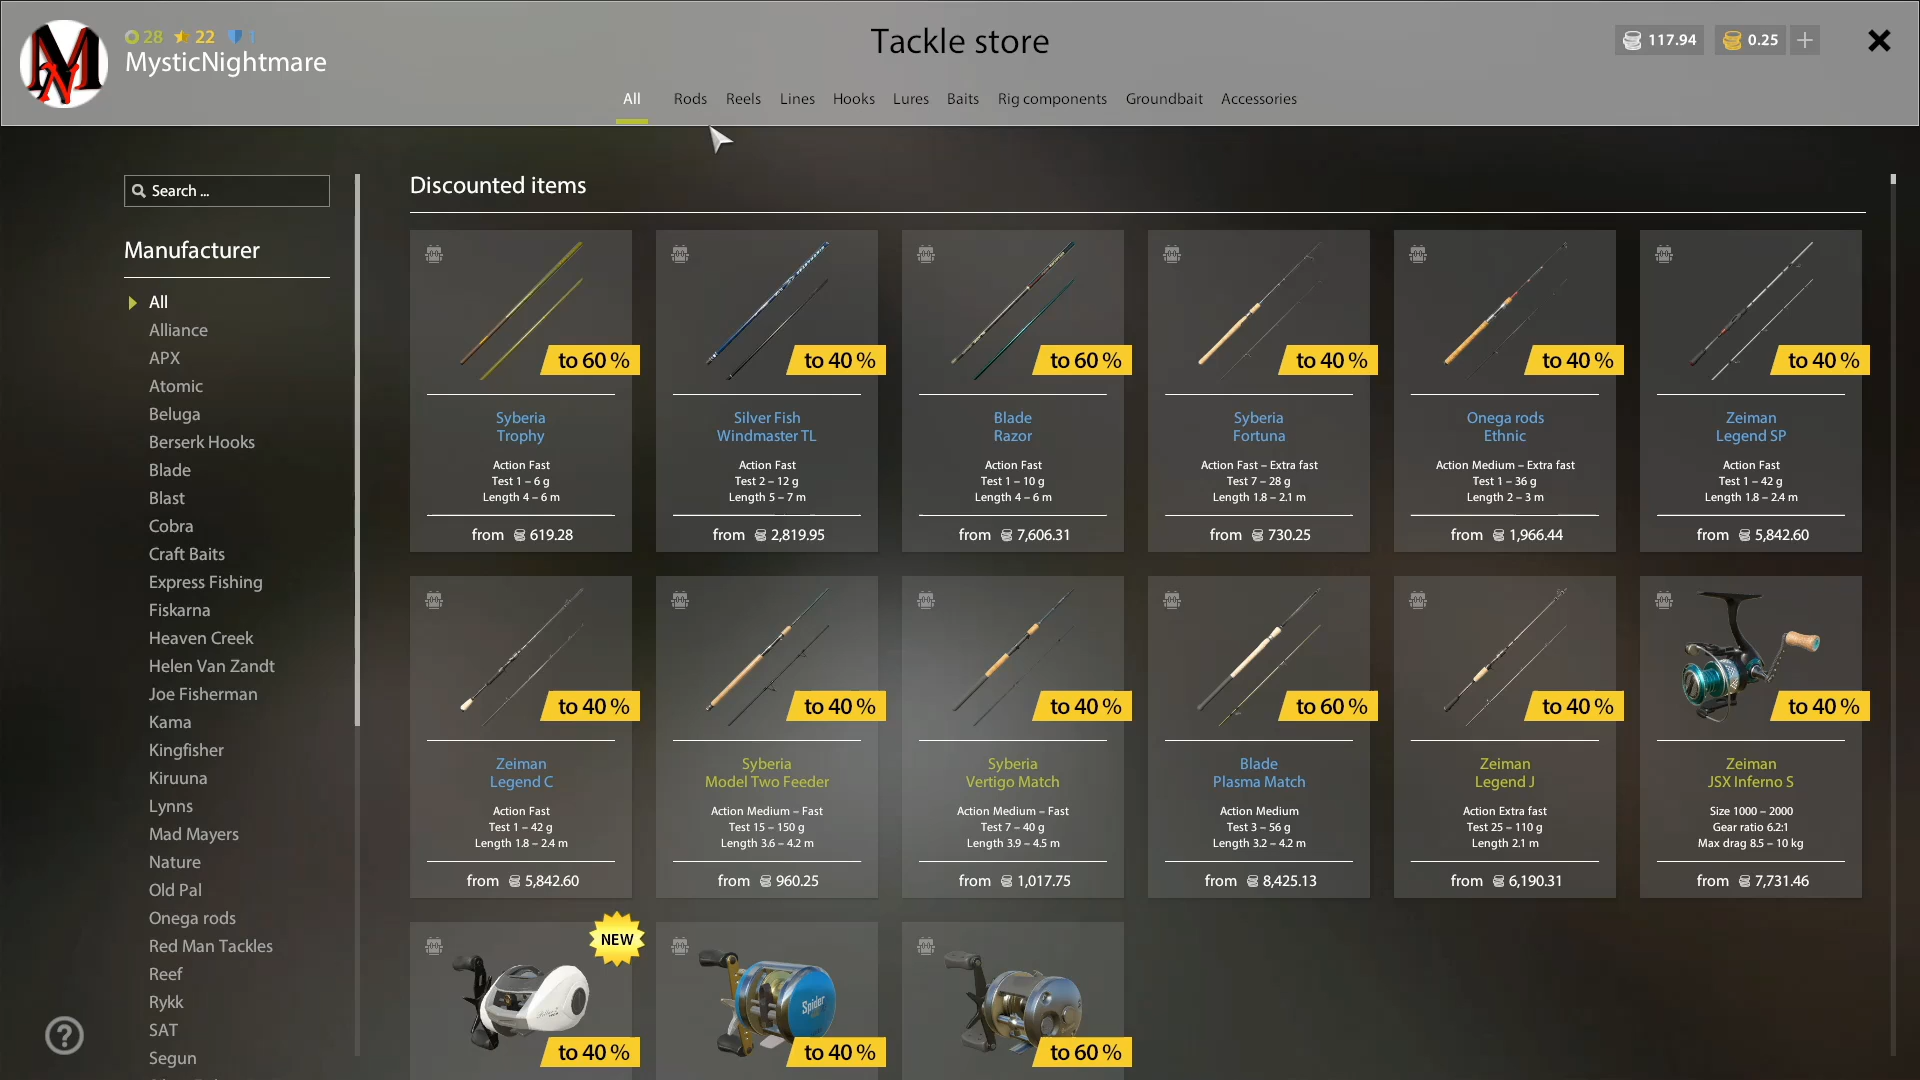 28 22 1
MysticNightmare
Tackle store
117.94 0.25 +
All Rods Reels Lines Hooks Lures Baits Rig components Groundbait Accessories
Search ...
Manufacturer
All
Alliance
APX
Atomic
Beluga
Berserk Hooks
Blade
Blast
Cobra
Craft Baits
Express Fishing
Fiskarna
Heaven Creek
Helen Van Zandt
Joe Fisherman
Kama
Kingfisher
Kiruuna
Lynns
Mad Mayers
Nature
Old Pal
Onega rods
Red Man Tackles
Reef
Rykk
SAT
Segun
?
Discounted items
to 60 %
Syberia
Trophy
Action Fast
Test 1 – 6 g
Length 4 – 6 m
from 619.28
to 40 %
Silver Fish
Windmaster TL
Action Fast
Test 2 – 12 g
Length 5 – 7 m
from 2,819.95
to 60 %
Blade
Razor
Action Fast
Test 1 – 10 g
Length 4 – 6 m
from 7,606.31
to 40 %
Syberia
Fortuna
Action Fast – Extra fast
Test 7 – 28 g
Length 1.8 – 2.1 m
from 730.25
to 40 %
Onega rods
Ethnic
Action Medium – Extra fast
Test 1 – 36 g
Length 2 – 3 m
from 1,966.44
to 40 %
Zeiman
Legend SP
Action Fast
Test 1 – 42 g
Length 1.8 – 2.4 m
from 5,842.60
to 40 %
Zeiman
Legend C
Action Fast
Test 1 – 42 g
Length 1.8 – 2.4 m
from 5,842.60
to 40 %
Syberia
Model Two Feeder
Action Medium – Fast
Test 15 – 150 g
Length 3.6 – 4.2 m
from 960.25
to 40 %
Syberia
Vertigo Match
Action Medium – Fast
Test 7 – 40 g
Length 3.9 – 4.5 m
from 1,017.75
to 60 %
Blade
Plasma Match
Action Medium
Test 3 – 56 g
Length 3.2 – 4.2 m
from 8,425.13
to 40 %
Zeiman
Legend J
Action Extra fast
Test 25 – 110 g
Length 2.1 m
from 6,190.31
to 40 %
Zeiman
JSX Inferno S
Size 1000 – 2000
Gear ratio 6.2:1
Max drag 8.5 – 10 kg
from 7,731.46
NEW
to 40 %
Spider
to 40 %
to 60 %